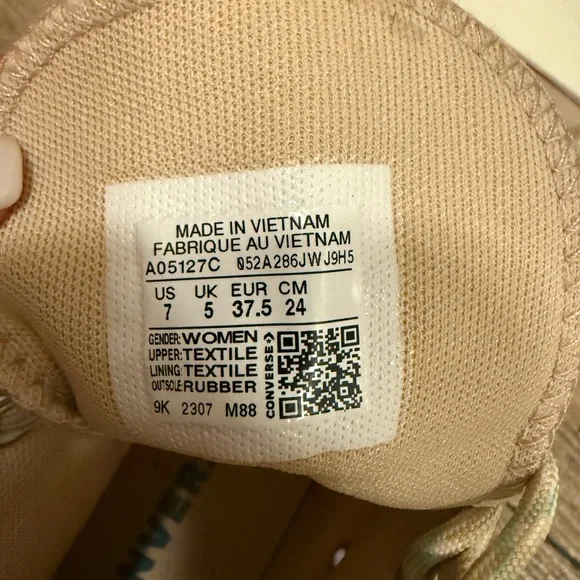 MADE IN VIETNAM
FABRIQUE AU VIETNAM
A05127C 052A286JWJ9H5
US UK EUR CM
7 5 37.5 24
GENDER: WOMEN
UPPER: TEXTILE
LINING: TEXTILE
OUTSOLE: RUBBER
CONVERSE
9K 2307 M88